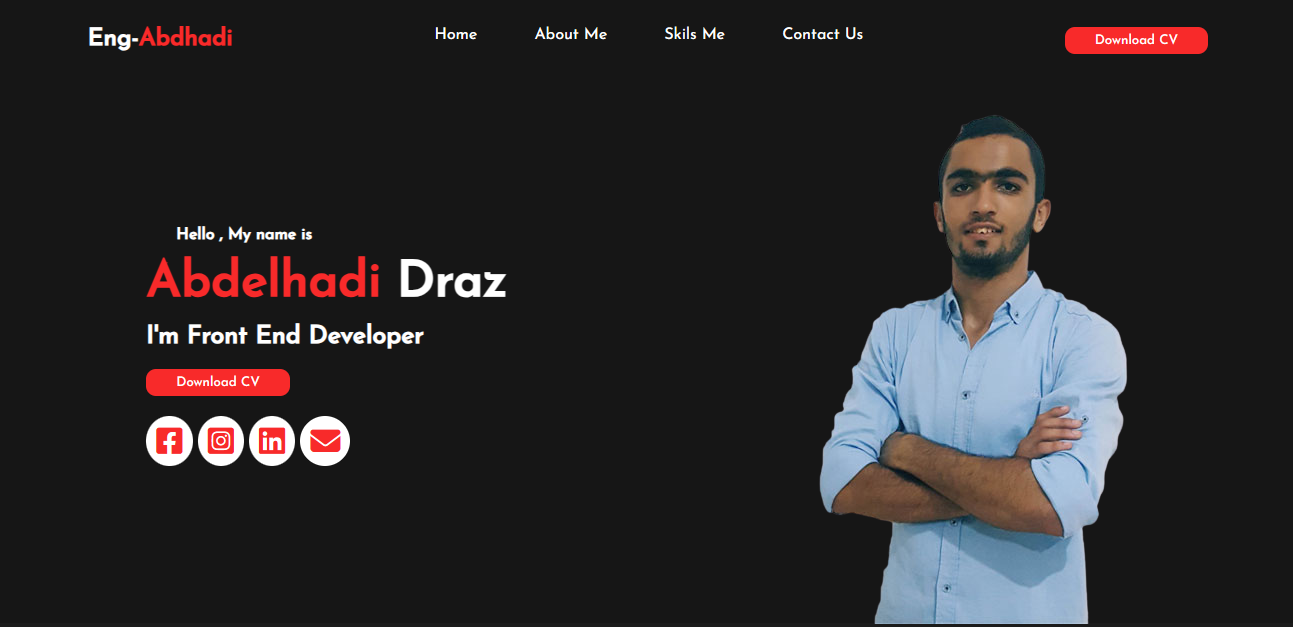 Eng-Abdhadi
Home
About Me
Skils Me
Contact Us
Download CV
Hello , My name is
Abdelhadi Draz
I'm Front End Developer
Download CV